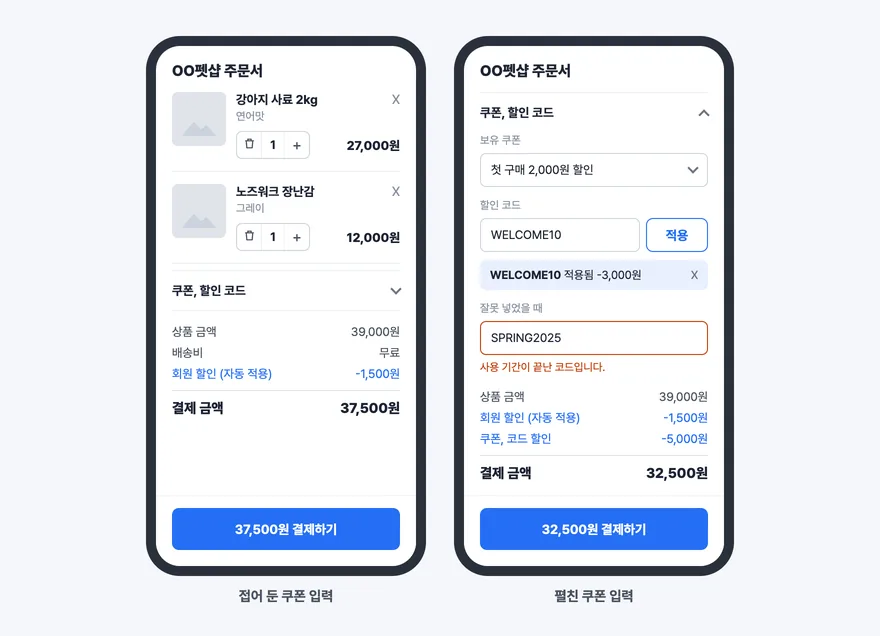 OO펫샵 주문서
강아지 사료 2kg X
연어맛
1 + 27,000원
노즈워크 장난감 X
그레이
1 + 12,000원
쿠폰, 할인 코드
상품 금액 39,000원
배송비 무료
회원 할인 (자동 적용) -1,500원
결제 금액 37,500원
37,500원 결제하기
접어 둔 쿠폰 입력
OO펫샵 주문서
쿠폰, 할인 코드
보유 쿠폰
첫 구매 2,000원 할인
할인 코드
WELCOME10 적용
WELCOME10 적용됨 -3,000원 X
잘못 넣었을 때
SPRING2025
사용 기간이 끝난 코드입니다.
상품 금액 39,000원
회원 할인 (자동 적용) -1,500원
쿠폰, 코드 할인 -5,000원
결제 금액 32,500원
32,500원 결제하기
펼친 쿠폰 입력